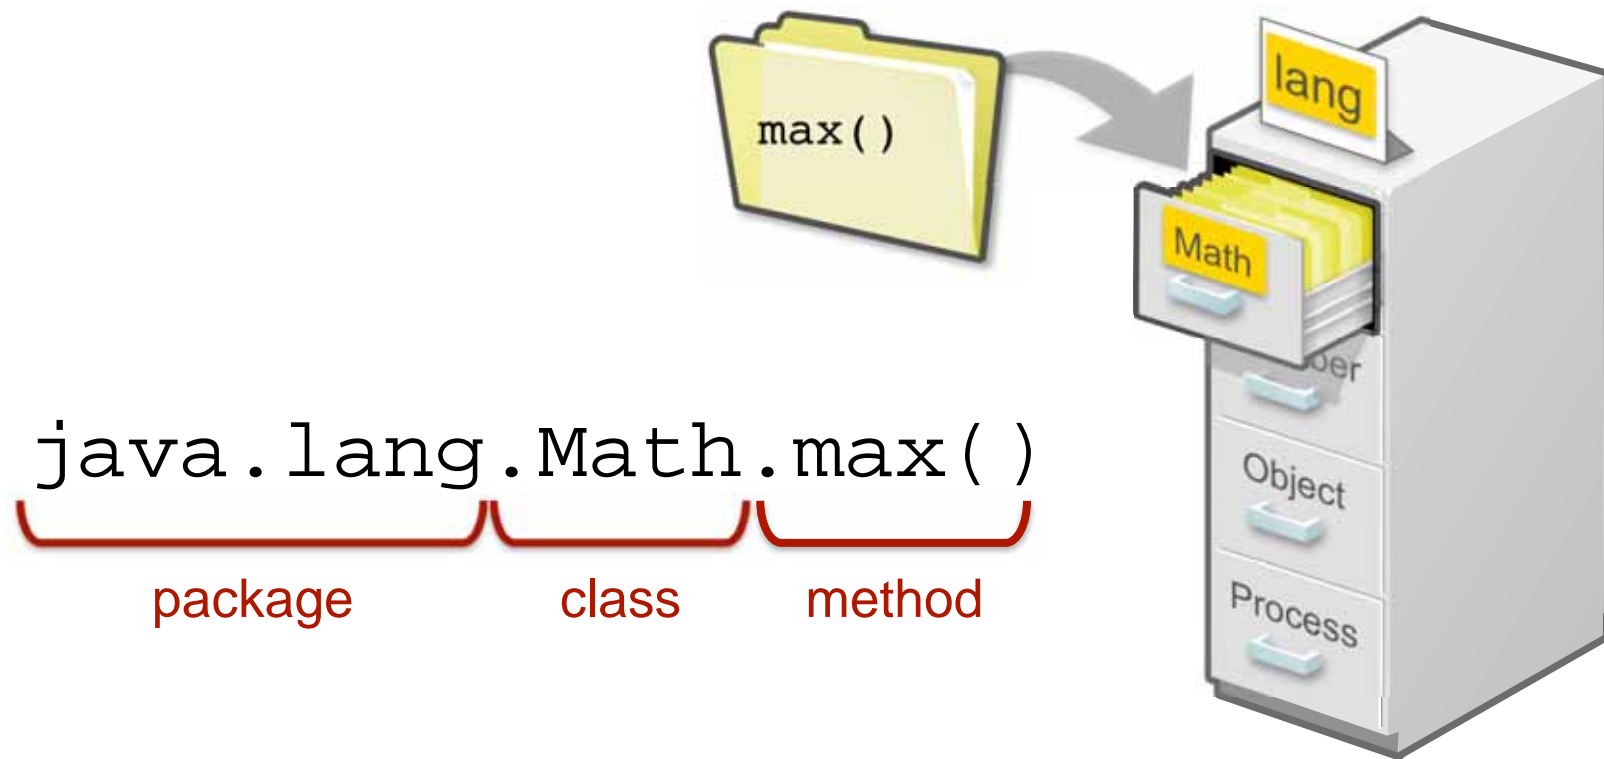 lang
max()
Math
java.lang.Math.max()
Object
package class method
Process